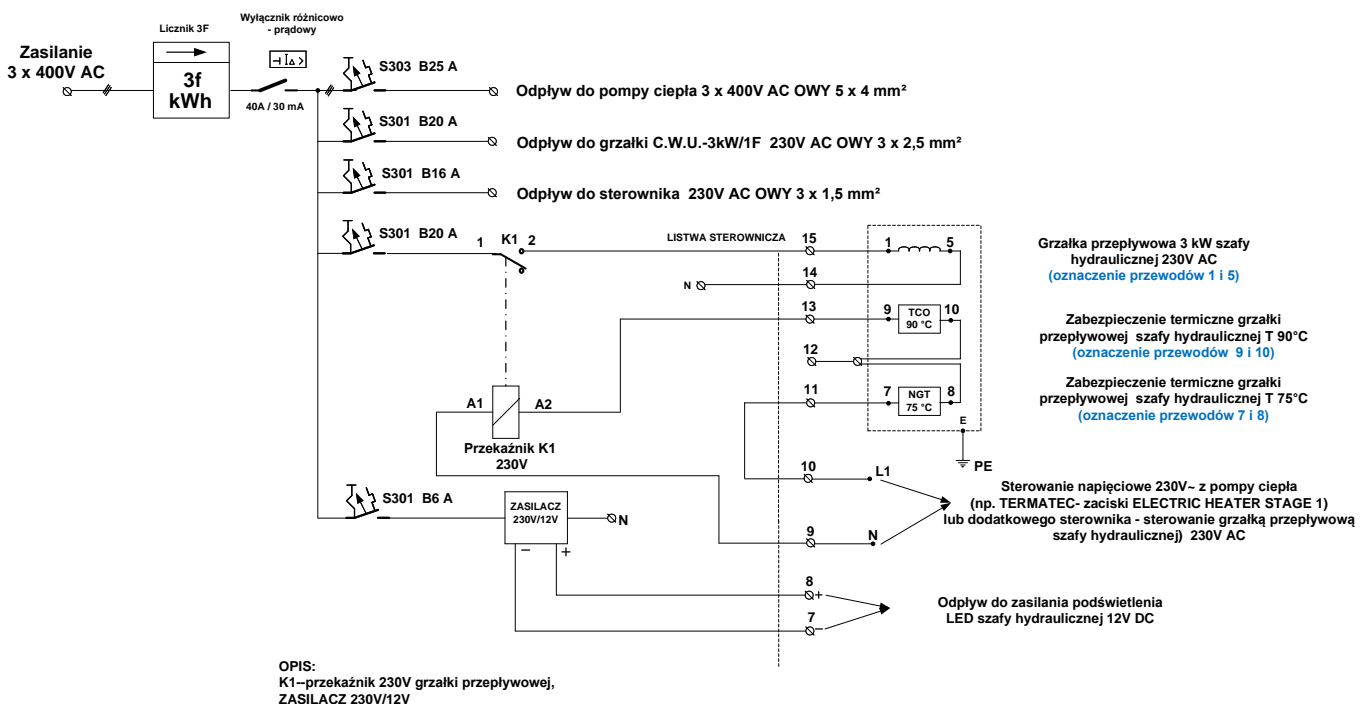 Wyłącznik różnicowo
- prądowy
Licznik 3F
Zasilanie
3 x 400V AC
3f
kWh
40A / 30 mA
S303 B25 A
Odpływ do pompy ciepła 3 x 400V AC OWY 5 x 4 mm²
S301 B20 A
Odpływ do grzałki C.W.U.-3kW/1F 230V AC OWY 3 x 2,5 mm²
S301 B16 A
Odpływ do sterownika 230V AC OWY 3 x 1,5 mm²
S301 B20 A
1 K1 2
LISTWA STEROWNICZA
15
1 5
Grzałka przepływowa 3 kW szafy
hydraulicznej 230V AC
(oznaczenie przewodów 1 i 5)
N
14
13
9 TCO 10
90 °C
Zabezpieczenie termiczne grzałki
przepływowej szafy hydraulicznej T 90°C
(oznaczenie przewodów 9 i 10)
12
11
7 NGT 8
75 °C
E
PE
Zabezpieczenie termiczne grzałki
przepływowej szafy hydraulicznej T 75°C
(oznaczenie przewodów 7 i 8)
A1 A2
Przekaźnik K1
230V
10
L1
9
N
Sterowanie napięciowe 230V~ z pompy ciepła
(np. TERMATEC- zaciski ELECTRIC HEATER STAGE 1)
lub dodatkowego sterownika - sterowanie grzałką przepływową
szafy hydraulicznej) 230V AC
S301 B6 A
ZASILACZ
230V/12V
N
− +
8
+
7
−
Odpływ do zasilania podświetlenia
LED szafy hydraulicznej 12V DC
OPIS:
K1--przekaźnik 230V grzałki przepływowej,
ZASILACZ 230V/12V